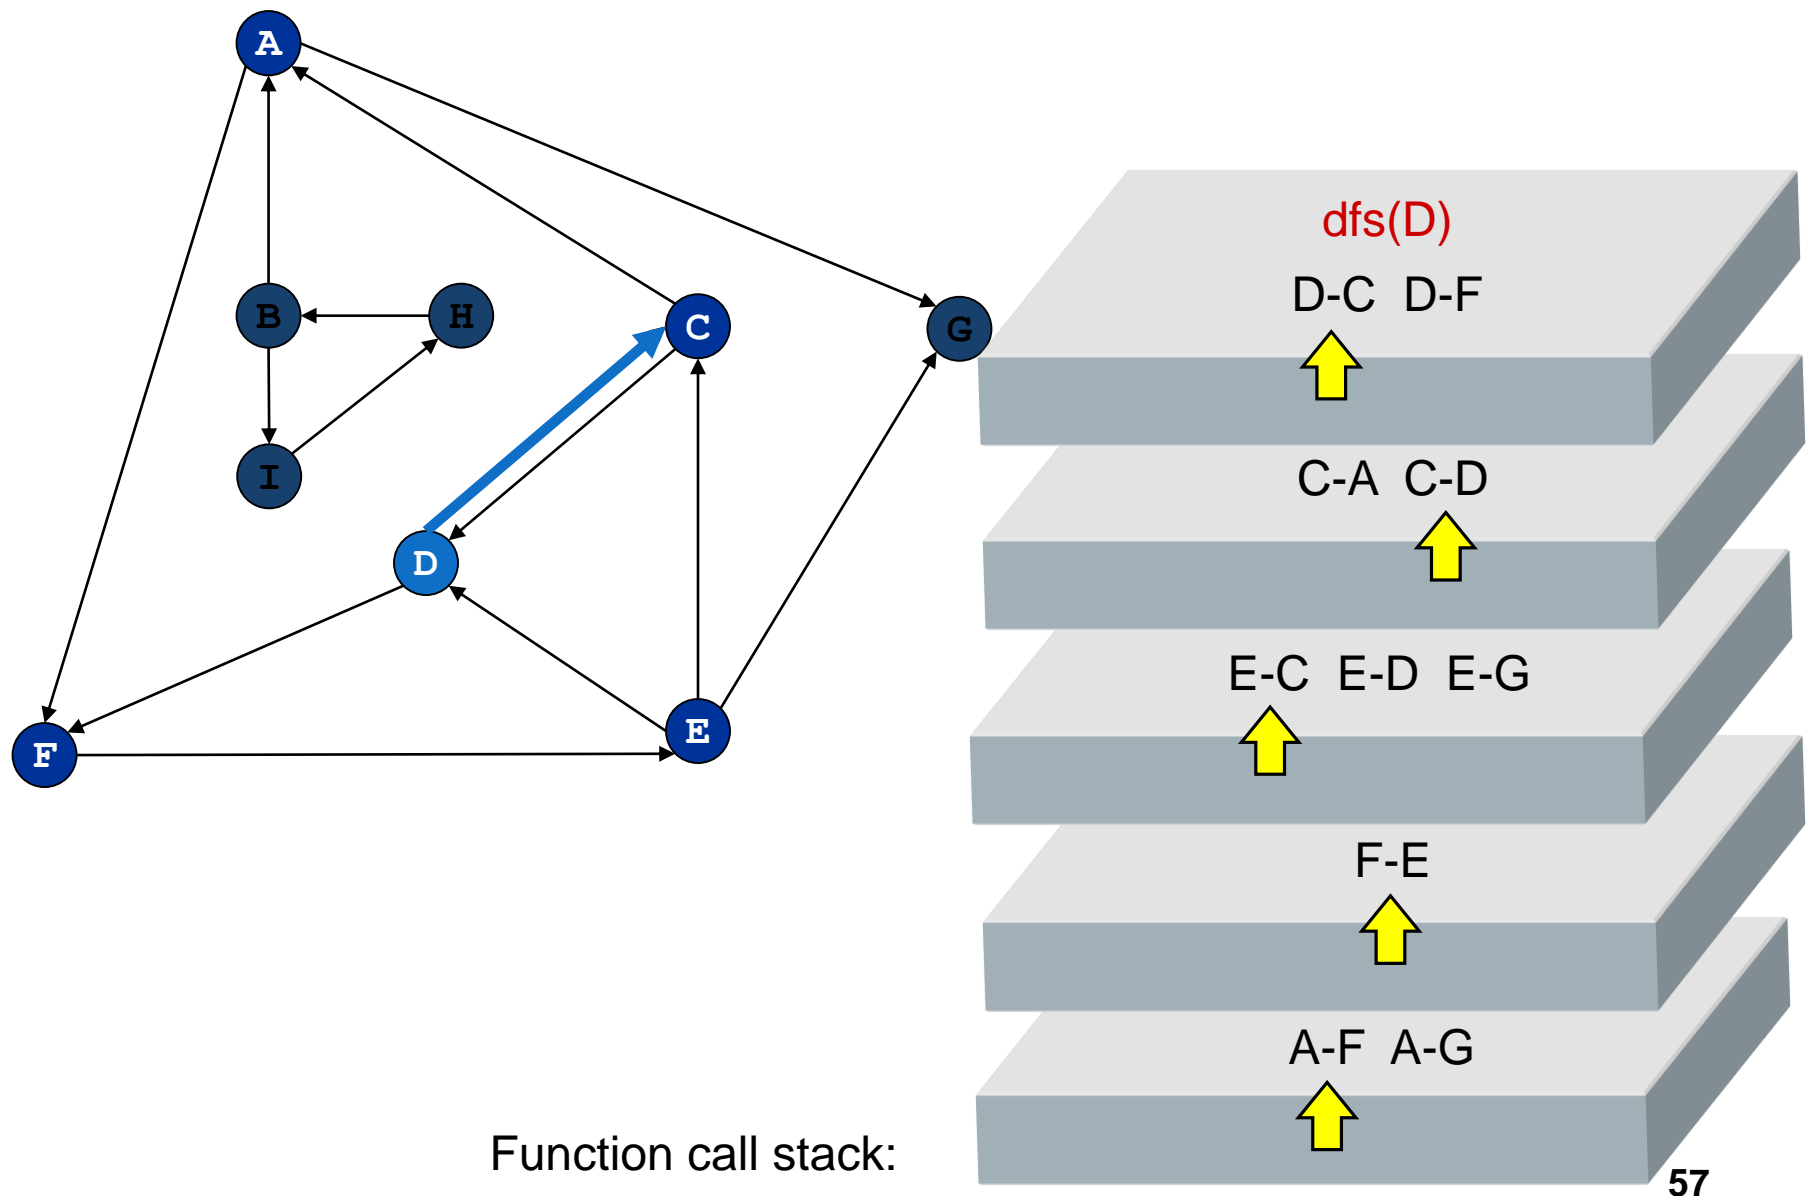 A
dfs(D)
D-C D-F
B
H
C
G
C-A C-D
I
D
E-C E-D E-G
F
E
F-E
A-F A-G
Function call stack:
57